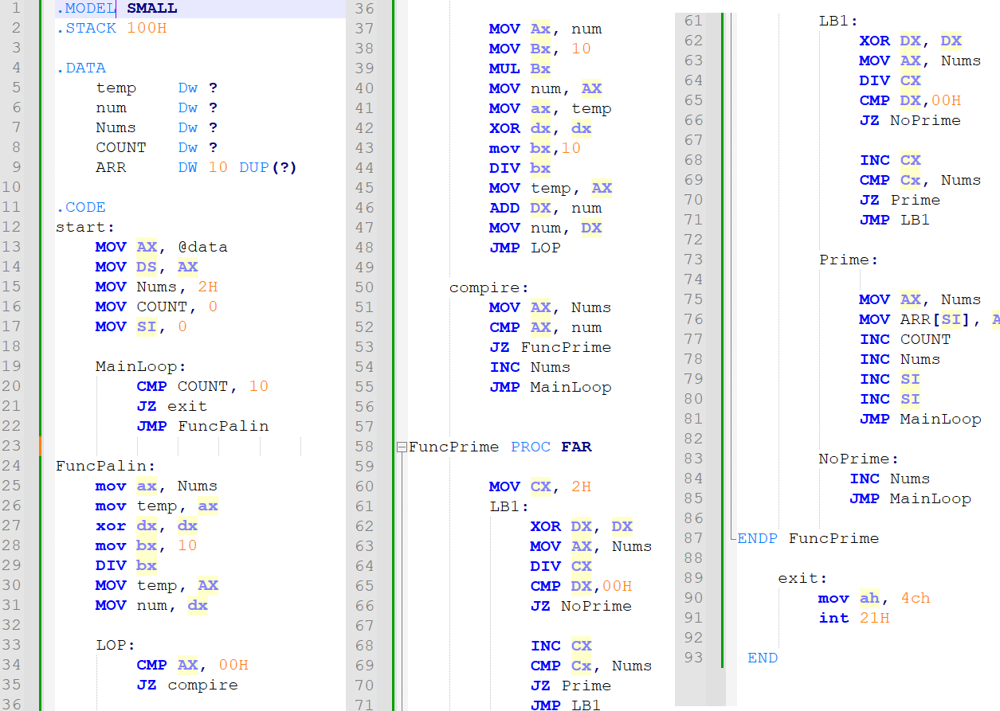 1 .MODEL SMALL
2 .STACK 100H
3
4 .DATA
5 temp Dw ?
6 num Dw ?
7 Nums Dw ?
8 COUNT Dw ?
9 ARR DW 10 DUP(?)
10
11 .CODE
12 start:
13 MOV AX, @data
14 MOV DS, AX
15 MOV Nums, 2H
16 MOV COUNT, 0
17 MOV SI, 0
18
19 MainLoop:
20 CMP COUNT, 10
21 JZ exit
22 JMP FuncPalin
23
24 FuncPalin:
25 mov ax, Nums
26 mov temp, ax
27 xor dx, dx
28 mov bx, 10
29 DIV bx
30 MOV temp, AX
31 MOV num, dx
32
33 LOP:
34 CMP AX, 00H
35 JZ compire
36
36
37 MOV Ax, num
38 MOV Bx, 10
39 MUL Bx
40 MOV num, AX
41 MOV ax, temp
42 XOR dx, dx
43 mov bx,10
44 DIV bx
45 MOV temp, AX
46 ADD DX, num
47 MOV num, DX
48 JMP LOP
49
50 compire:
51 MOV AX, Nums
52 CMP AX, num
53 JZ FuncPrime
54 INC Nums
55 JMP MainLoop
56
57
58 FuncPrime PROC FAR
59
60 MOV CX, 2H
61 LB1:
62 XOR DX, DX
63 MOV AX, Nums
64 DIV CX
65 CMP DX,00H
66 JZ NoPrime
67
68 INC CX
69 CMP Cx, Nums
70 JZ Prime
71 JMP LB1
61 LB1:
62 XOR DX, DX
63 MOV AX, Nums
64 DIV CX
65 CMP DX,00H
66 JZ NoPrime
67
68 INC CX
69 CMP Cx, Nums
70 JZ Prime
71 JMP LB1
72
73 Prime:
74
75 MOV AX, Nums
76 MOV ARR[SI],
77 INC COUNT
78 INC Nums
79 INC SI
80 INC SI
81 JMP MainLoop
82
83 NoPrime:
84 INC Nums
85 JMP MainLoop
86
87 ENDP FuncPrime
88
89 exit:
90 mov ah, 4ch
91 int 21H
92
93 END